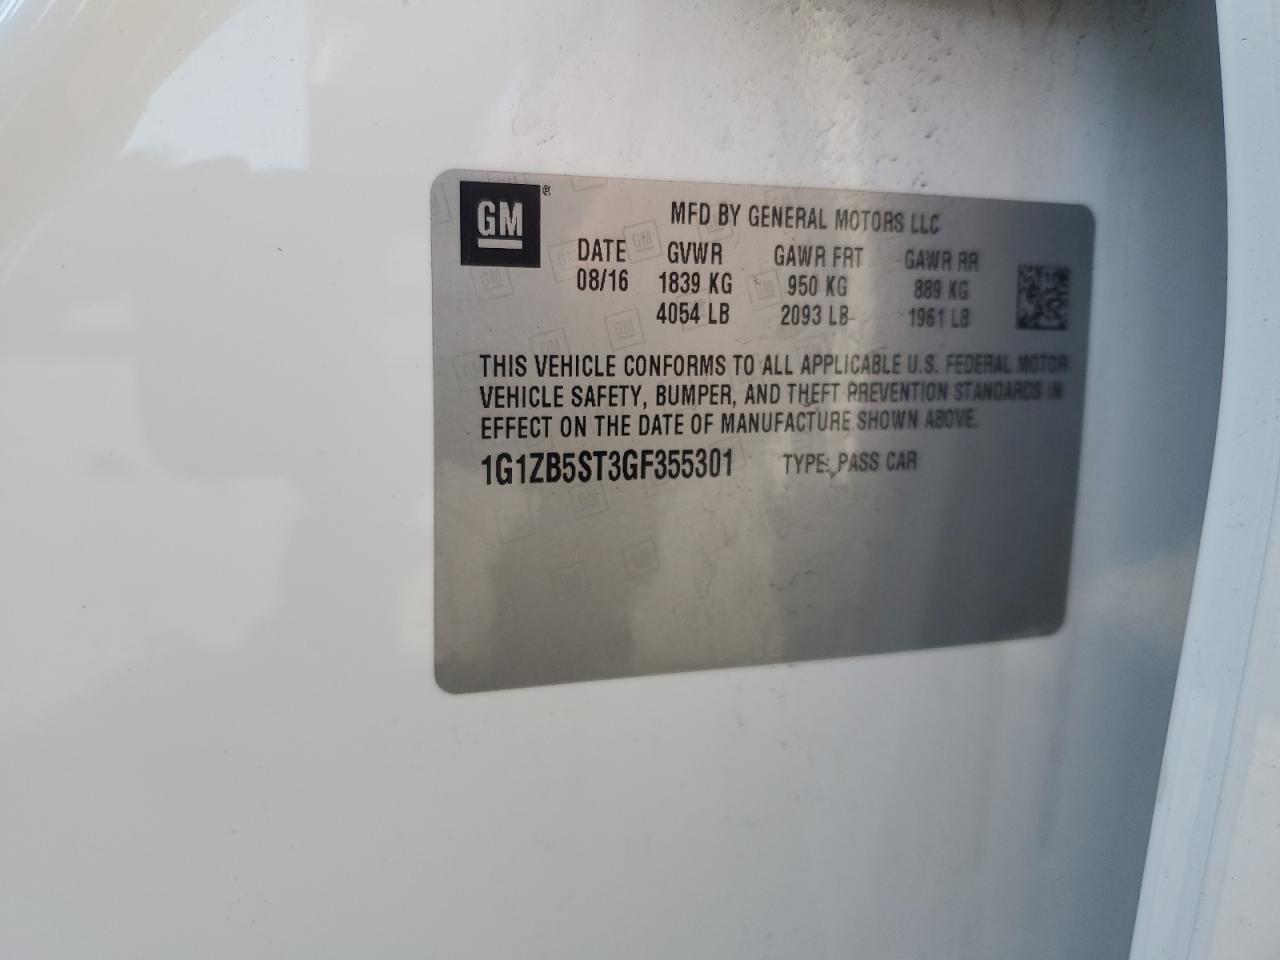 GM®
MFD BY GENERAL MOTORS LLC
DATE GVWR GAWR FRT GAWR RR
08/16 1839 KG 950 KG 889 KG
4054 LB 2093 LB 1961 LB
THIS VEHICLE CONFORMS TO ALL APPLICABLE U.S. FEDERAL MOTOR
VEHICLE SAFETY, BUMPER, AND THEFT PREVENTION STANDARDS IN
EFFECT ON THE DATE OF MANUFACTURE SHOWN ABOVE.
1G1ZB5ST3GF355301 TYPE: PASS CAR